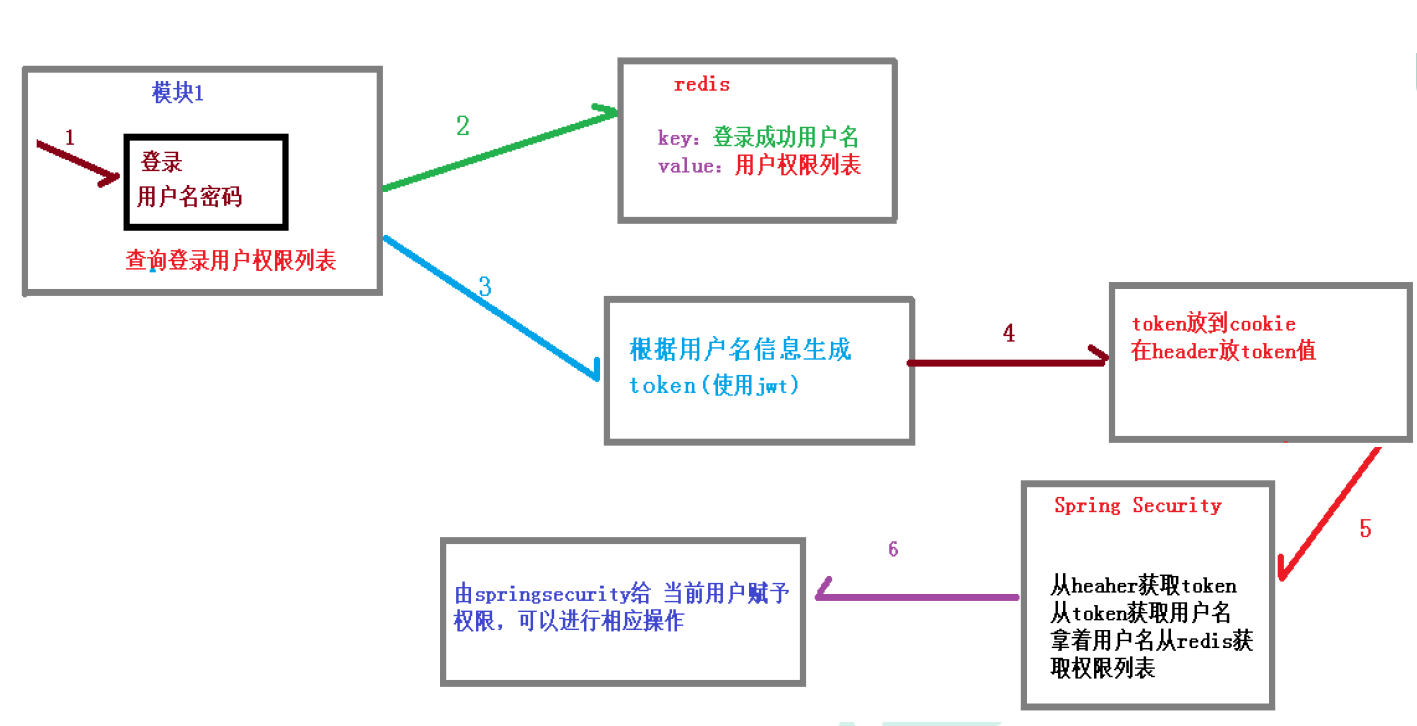 模块1
1
登录
用户名密码
查询登录用户权限列表
2
redis
key：登录成功用户名
value：用户权限列表
3
根据用户名信息生成
token(使用jwt)
4
token放到cookie
在header放token值
5
Spring Security
从heaher获取token
从token获取用户名
拿着用户名从redis获
取权限列表
6
由springsecurity给 当前用户赋予
权限，可以进行相应操作